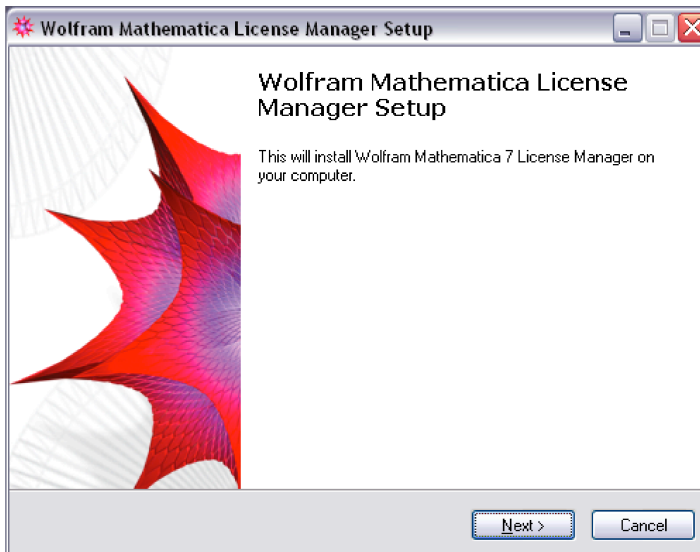 Wolfram Mathematica License Manager Setup
Wolfram Mathematica License
Manager Setup
This will install Wolfram Mathematica 7 License Manager on
your computer.
Next >
Cancel